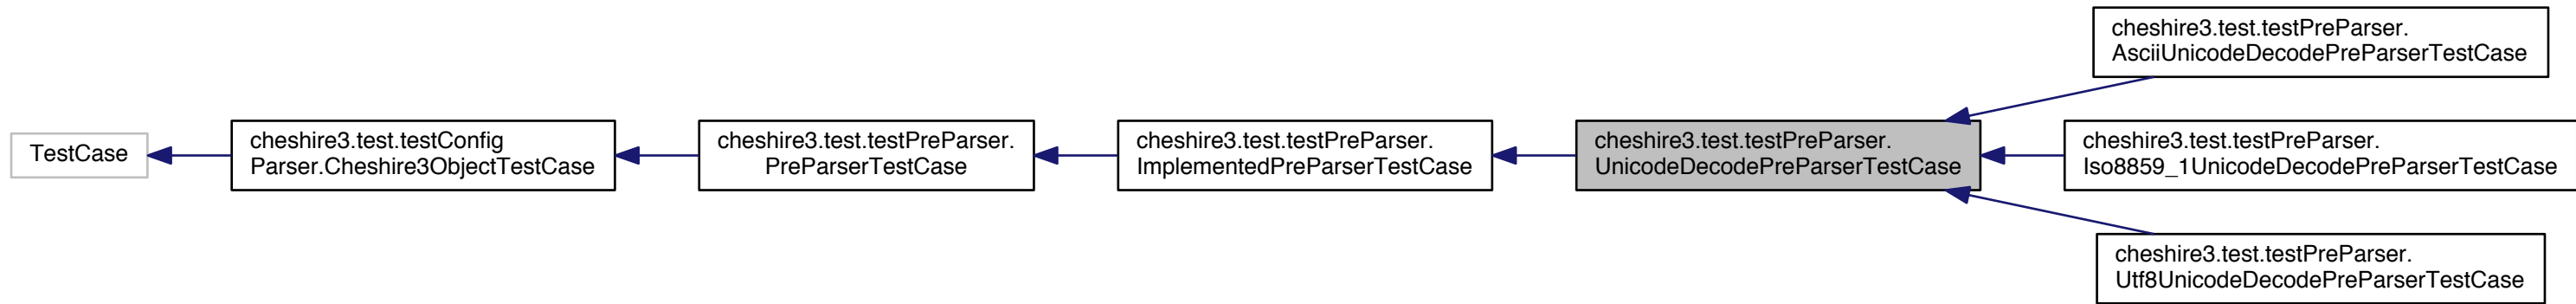 TestCase
cheshire3.test.testConfig
Parser.Cheshire3ObjectTestCase
cheshire3.test.testPreParser.
PreParserTestCase
cheshire3.test.testPreParser.
ImplementedPreParserTestCase
cheshire3.test.testPreParser.
UnicodeDecodePreParserTestCase
cheshire3.test.testPreParser.
AsciiUnicodeDecodePreParserTestCase
cheshire3.test.testPreParser.
Iso8859_1UnicodeDecodePreParserTestCase
cheshire3.test.testPreParser.
Utf8UnicodeDecodePreParserTestCase